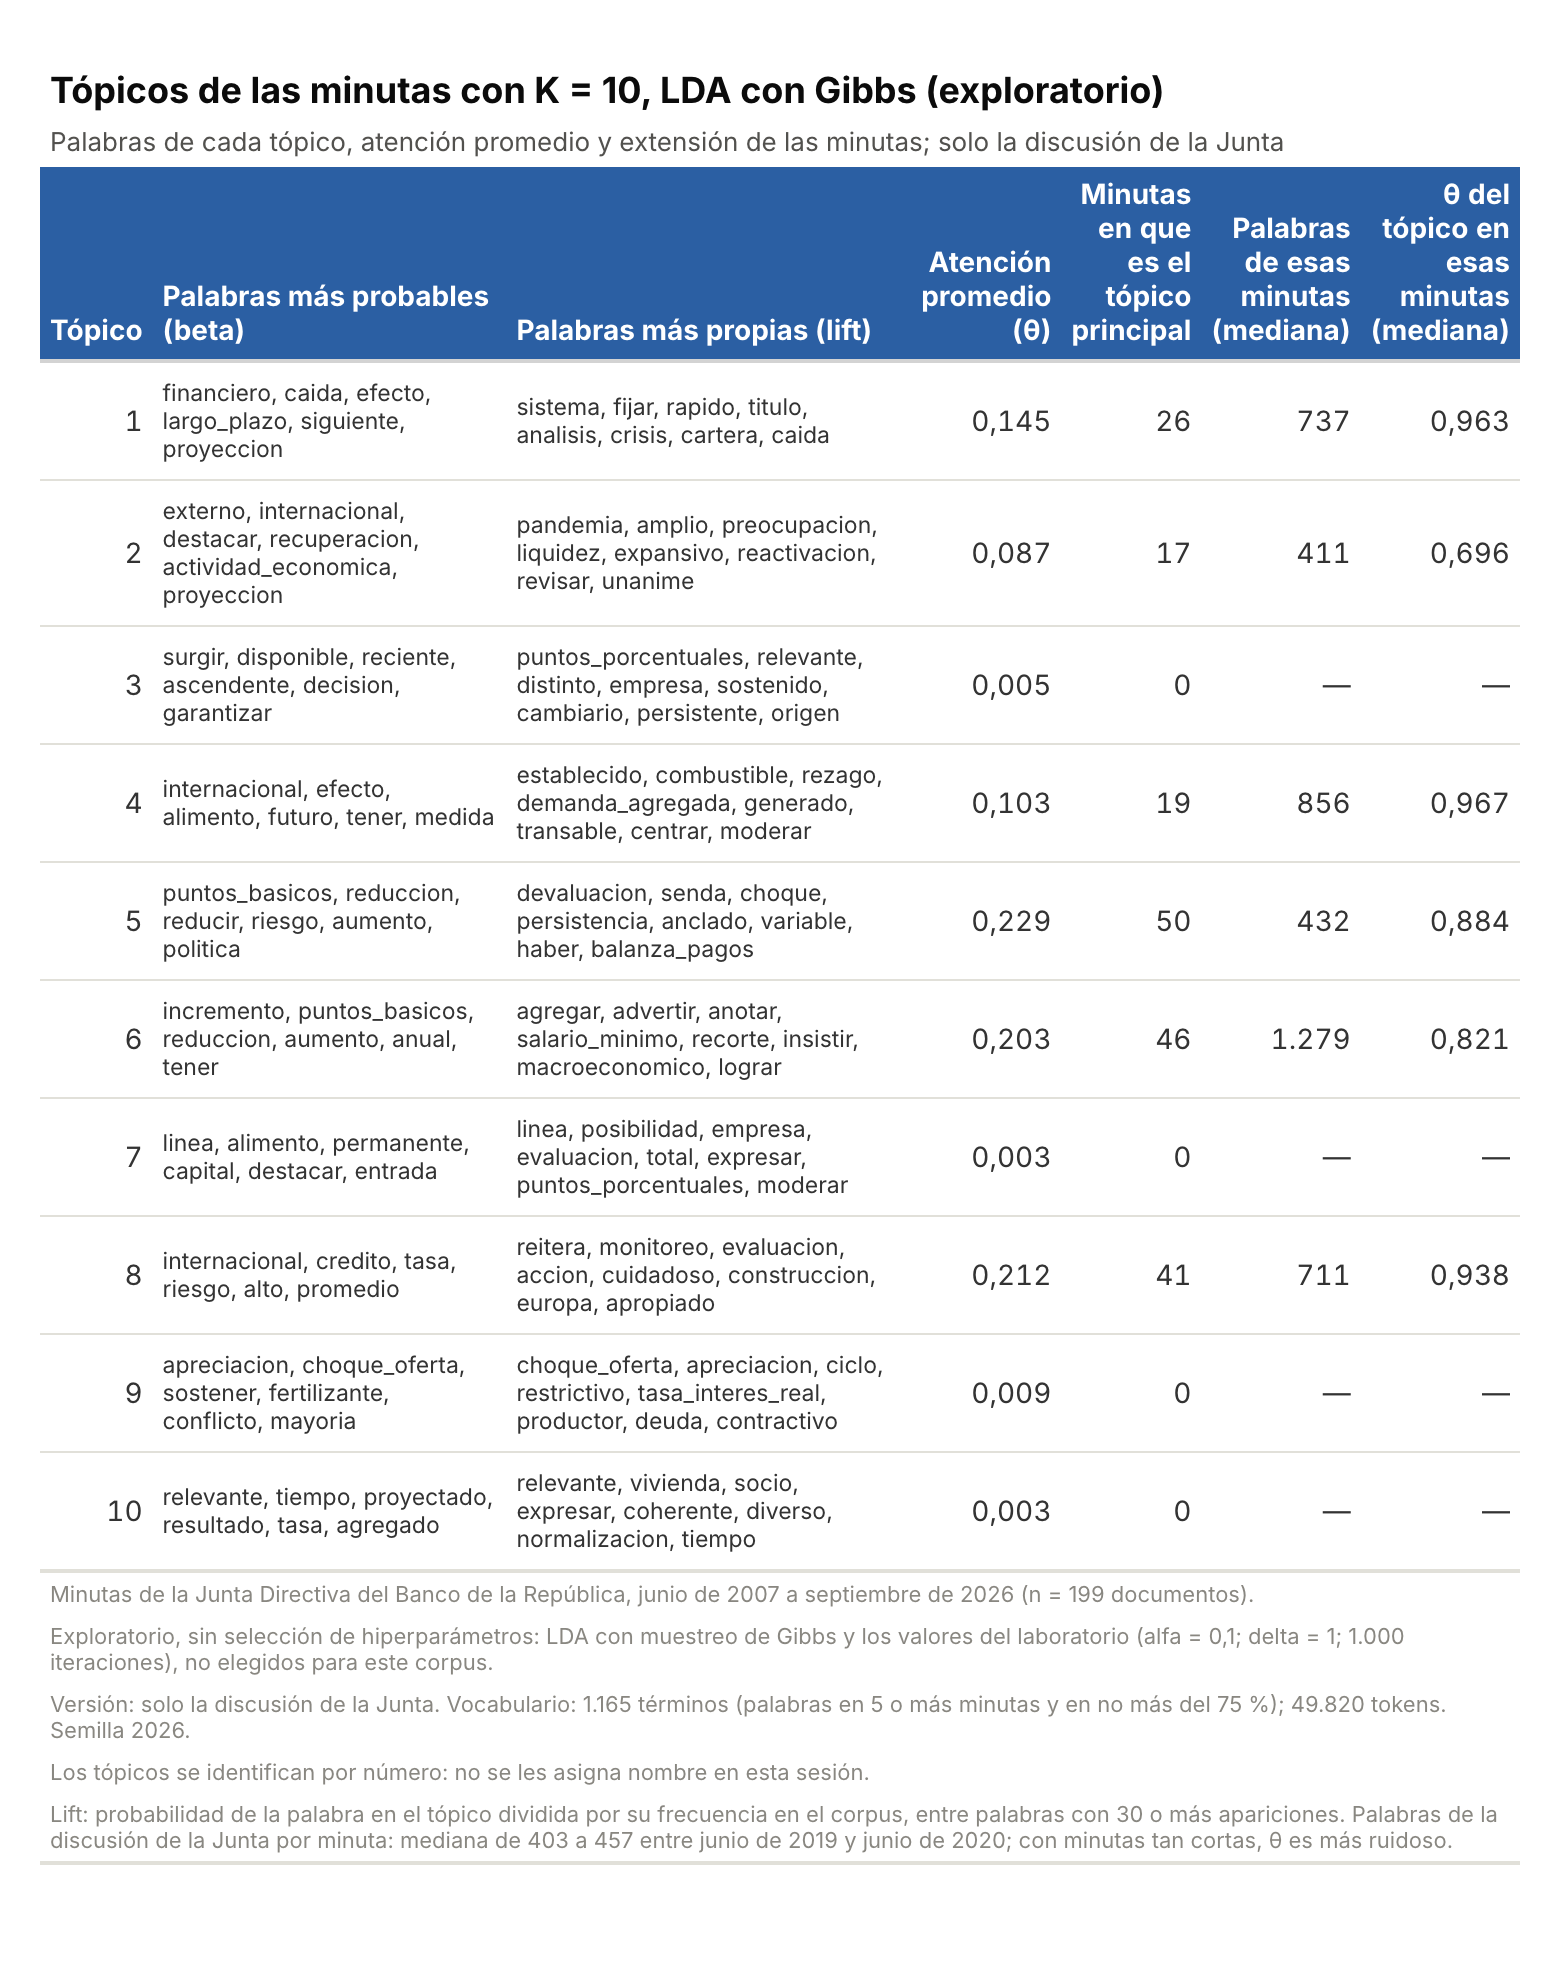 Tópicos de las minutas con K = 10, LDA con Gibbs (exploratorio)
Palabras de cada tópico, atención promedio y extensión de las minutas; solo la discusión de la Junta
Tópico
Palabras más probables
(beta)
Palabras más propias (lift)
Atención
promedio
(θ)
Minutas
en que
es el
tópico
principal
Palabras
de esas
minutas
(mediana)
θ del
tópico en
esas
minutas
(mediana)
1
financiero, caida, efecto,
largo_plazo, siguiente,
proyeccion
sistema, fijar, rapido, titulo,
analisis, crisis, cartera, caida
0,145
26
737
0,963
2
externo, internacional,
destacar, recuperacion,
actividad_economica,
proyeccion
pandemia, amplio, preocupacion,
liquidez, expansivo, reactivacion,
revisar, unanime
0,087
17
411
0,696
3
surgir, disponible, reciente,
ascendente, decision,
garantizar
puntos_porcentuales, relevante,
distinto, empresa, sostenido,
cambiario, persistente, origen
0,005
0
—
—
4
internacional, efecto,
alimento, futuro, tener, medida
establecido, combustible, rezago,
demanda_agregada, generado,
transable, centrar, moderar
0,103
19
856
0,967
5
puntos_basicos, reduccion,
reducir, riesgo, aumento,
politica
devaluacion, senda, choque,
persistencia, anclado, variable,
haber, balanza_pagos
0,229
50
432
0,884
6
incremento, puntos_basicos,
reduccion, aumento, anual,
tener
agregar, advertir, anotar,
salario_minimo, recorte, insistir,
macroeconomico, lograr
0,203
46
1.279
0,821
7
linea, alimento, permanente,
capital, destacar, entrada
linea, posibilidad, empresa,
evaluacion, total, expresar,
puntos_porcentuales, moderar
0,003
0
—
—
8
internacional, credito, tasa,
riesgo, alto, promedio
reitera, monitoreo, evaluacion,
accion, cuidadoso, construccion,
europa, apropiado
0,212
41
711
0,938
9
apreciacion, choque_oferta,
sostener, fertilizante,
conflicto, mayoria
choque_oferta, apreciacion, ciclo,
restrictivo, tasa_interes_real,
productor, deuda, contractivo
0,009
0
—
—
10
relevante, tiempo, proyectado,
resultado, tasa, agregado
relevante, vivienda, socio,
expresar, coherente, diverso,
normalizacion, tiempo
0,003
0
—
—
Minutas de la Junta Directiva del Banco de la República, junio de 2007 a septiembre de 2026 (n = 199 documentos).
Exploratorio, sin selección de hiperparámetros: LDA con muestreo de Gibbs y los valores del laboratorio (alfa = 0,1; delta = 1; 1.000
iteraciones), no elegidos para este corpus.
Versión: solo la discusión de la Junta. Vocabulario: 1.165 términos (palabras en 5 o más minutas y en no más del 75 %); 49.820 tokens.
Semilla 2026.
Los tópicos se identifican por número: no se les asigna nombre en esta sesión.
Lift: probabilidad de la palabra en el tópico dividida por su frecuencia en el corpus, entre palabras con 30 o más apariciones. Palabras de la
discusión de la Junta por minuta: mediana de 403 a 457 entre junio de 2019 y junio de 2020; con minutas tan cortas, θ es más ruidoso.